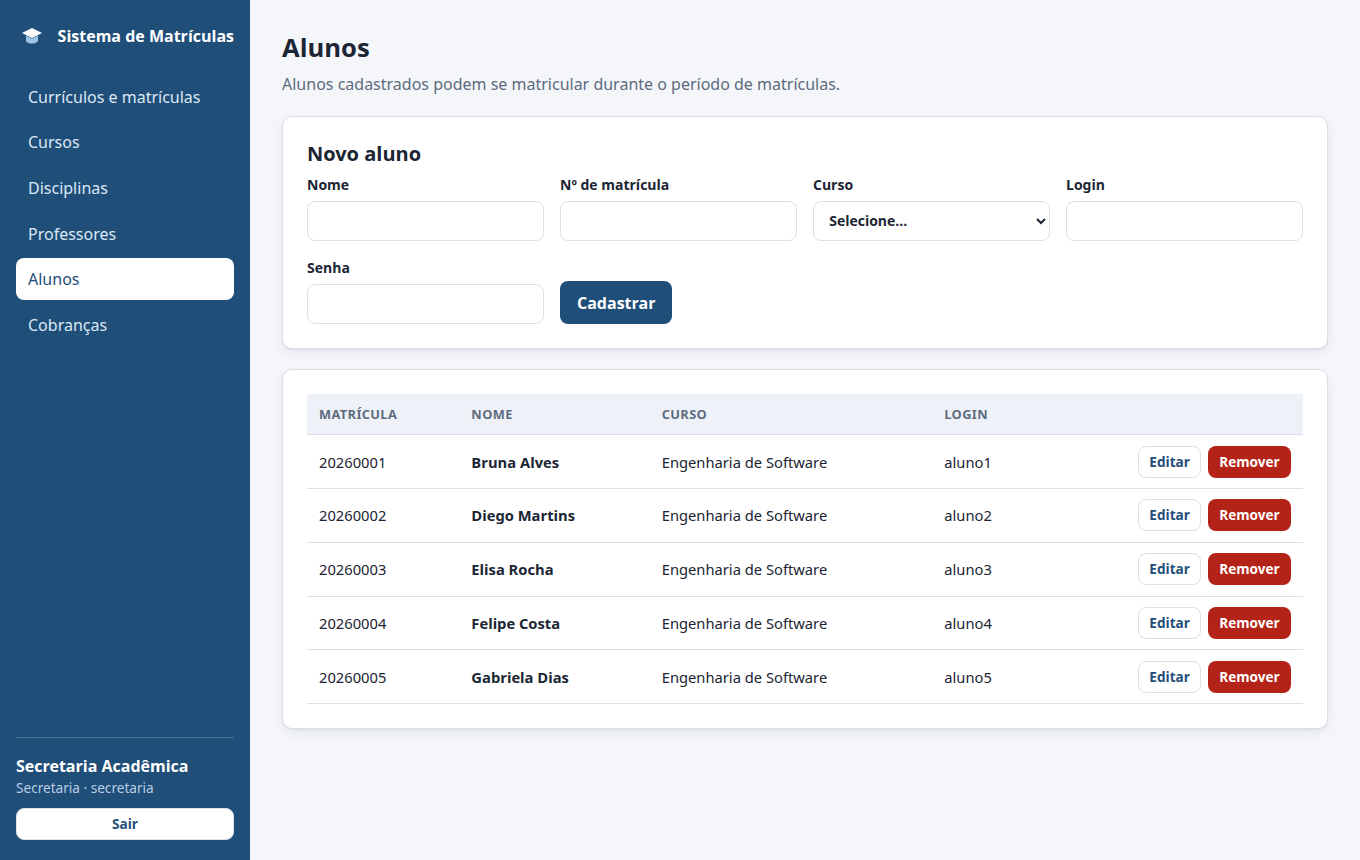 Sistema de Matrículas
Currículos e matrículas
Cursos
Disciplinas
Professores
Alunos
Cobranças
Secretaria Acadêmica
Secretaria · secretaria
Sair
Alunos
Alunos cadastrados podem se matricular durante o período de matrículas.
Novo aluno
Nome Nº de matrícula Curso Login
Selecione...
Senha
Cadastrar
MATRÍCULA NOME CURSO LOGIN
20260001 Bruna Alves Engenharia de Software aluno1 Editar Remover
20260002 Diego Martins Engenharia de Software aluno2 Editar Remover
20260003 Elisa Rocha Engenharia de Software aluno3 Editar Remover
20260004 Felipe Costa Engenharia de Software aluno4 Editar Remover
20260005 Gabriela Dias Engenharia de Software aluno5 Editar Remover